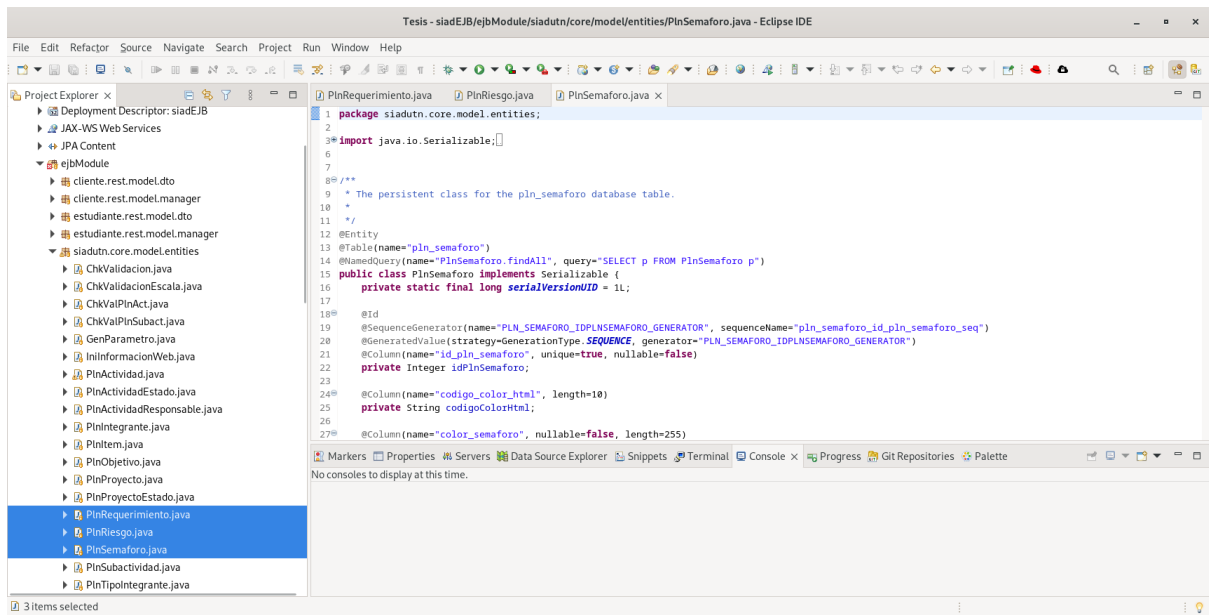 Tesis - siadEJB/ejbModule/siadutn/core/model/entities/PlnSemaforo.java - Eclipse IDE
File Edit Refactor Source Navigate Search Project Run Window Help
Project Explorer
Deployment Descriptor: siadEJB
JAX-WS Web Services
JPA Content
ejbModule
cliente.rest.model.dto
cliente.rest.model.manager
estudiante.rest.model.dto
estudiante.rest.model.manager
siadutn.core.model.entities
ChkValidacion.java
ChkValidacionEscala.java
ChkValPlnAct.java
ChkValPlnSubact.java
GenParametro.java
IniInformacionWeb.java
PlnActividad.java
PlnActividadEstado.java
PlnActividadResponsable.java
PlnIntegrante.java
PlnItem.java
PlnObjetivo.java
PlnProyecto.java
PlnProyectoEstado.java
PlnRequerimiento.java
PlnRiesgo.java
PlnSemaforo.java
PlnSubactividad.java
PlnTipoIntegrante.java
PlnRequerimiento.java PlnRiesgo.java PlnSemaforo.java
1 package siadutn.core.model.entities;
2
3 import java.io.Serializable;
6
7
8 /**
9 * The persistent class for the pln_semaforo database table.
10 *
11 */
12 @Entity
13 @Table(name="pln_semaforo")
14 @NamedQuery(name="PlnSemaforo.findAll", query="SELECT p FROM PlnSemaforo p")
15 public class PlnSemaforo implements Serializable {
16 private static final long serialVersionUID = 1L;
17
18 @Id
19 @SequenceGenerator(name="PLN_SEMAFORO_IDPLNSEMAFORO_GENERATOR", sequenceName="pln_semaforo_id_pln_semaforo_seq")
20 @GeneratedValue(strategy=GenerationType.SEQUENCE, generator="PLN_SEMAFORO_IDPLNSEMAFORO_GENERATOR")
21 @Column(name="id_pln_semaforo", unique=true, nullable=false)
22 private Integer idPlnSemaforo;
23
24 @Column(name="codigo_color_html", length=10)
25 private String codigoColorHtml;
26
27 @Column(name="color_semaforo", nullable=false, length=255)
Markers Properties Servers Data Source Explorer Snippets Terminal Console Progress Git Repositories Palette
No consoles to display at this time.
3 items selected